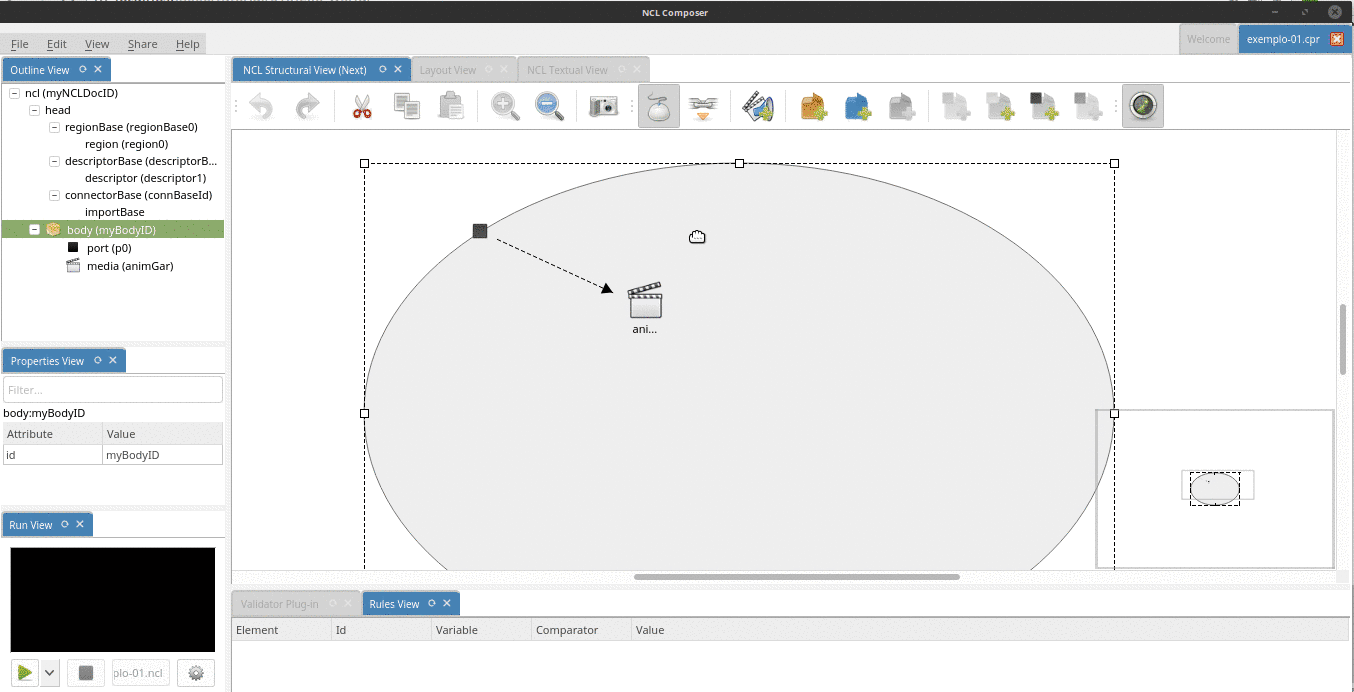 NCL Composer
File Edit View Share Help
Welcome
exemplo-01.cpr
Outline View
NCL Structural View (Next)
Layout View
NCL Textual View
ncl (myNCLDocID)
head
regionBase (regionBase0)
region (region0)
descriptorBase (descriptorB...
descriptor (descriptor1)
connectorBase (connBaseId)
importBase
body (myBodyID)
port (p0)
media (animGar)
ani...
Properties View
Filter...
body:myBodyID
Attribute Value
id myBodyID
Run View
plo-01.ncl
Validator Plug-in
Rules View
Element Id Variable Comparator Value